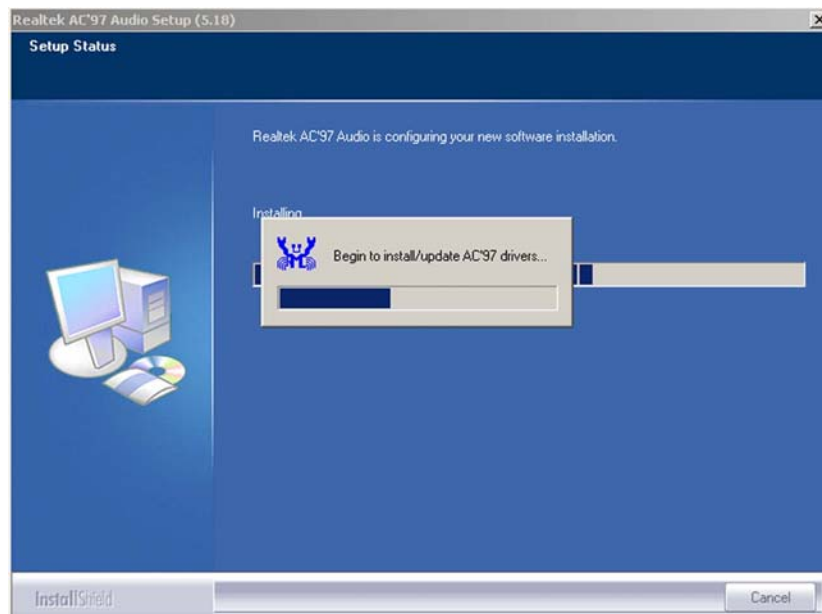 Realtek AC'97 Audio Setup (5.18)
Setup Status
Realtek AC'97 Audio is configuring your new software installation.
Installing
Begin to install/update AC'97 drivers...
InstallShield
Cancel